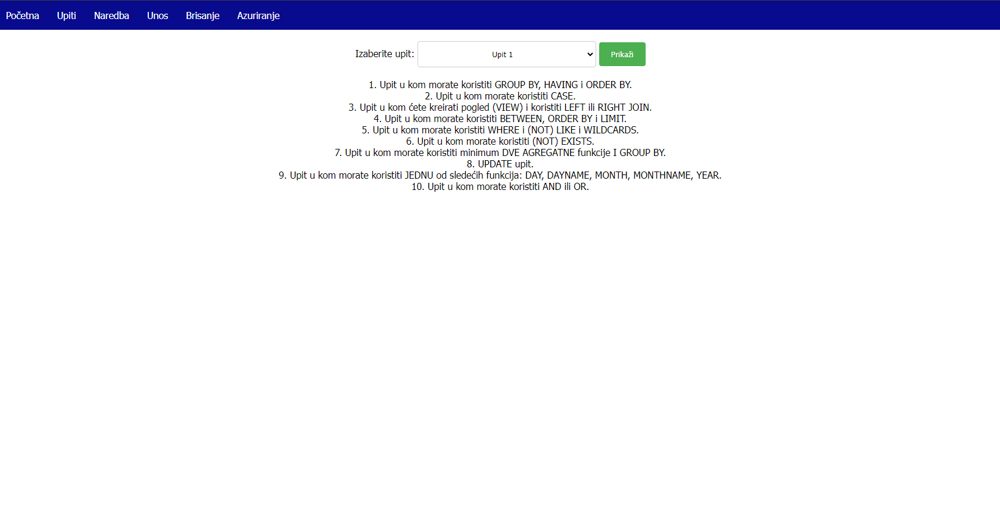 Početna Upiti Naredba Unos Brisanje Azuriranje
Izaberite upit: Upit 1 Prikaži
1. Upit u kom morate koristiti GROUP BY, HAVING i ORDER BY.
2. Upit u kom morate koristiti CASE.
3. Upit u kom ćete kreirati pogled (VIEW) i koristiti LEFT ili RIGHT JOIN.
4. Upit u kom morate koristiti BETWEEN, ORDER BY i LIMIT.
5. Upit u kom morate koristiti WHERE i (NOT) LIKE i WILDCARDS.
6. Upit u kom morate koristiti (NOT) EXISTS.
7. Upit u kom morate koristiti minimum DVE AGREGATNE funkcije I GROUP BY.
8. UPDATE upit.
9. Upit u kom morate koristiti JEDNU od sledećih funkcija: DAY, DAYNAME, MONTH, MONTHNAME, YEAR.
10. Upit u kom morate koristiti AND ili OR.